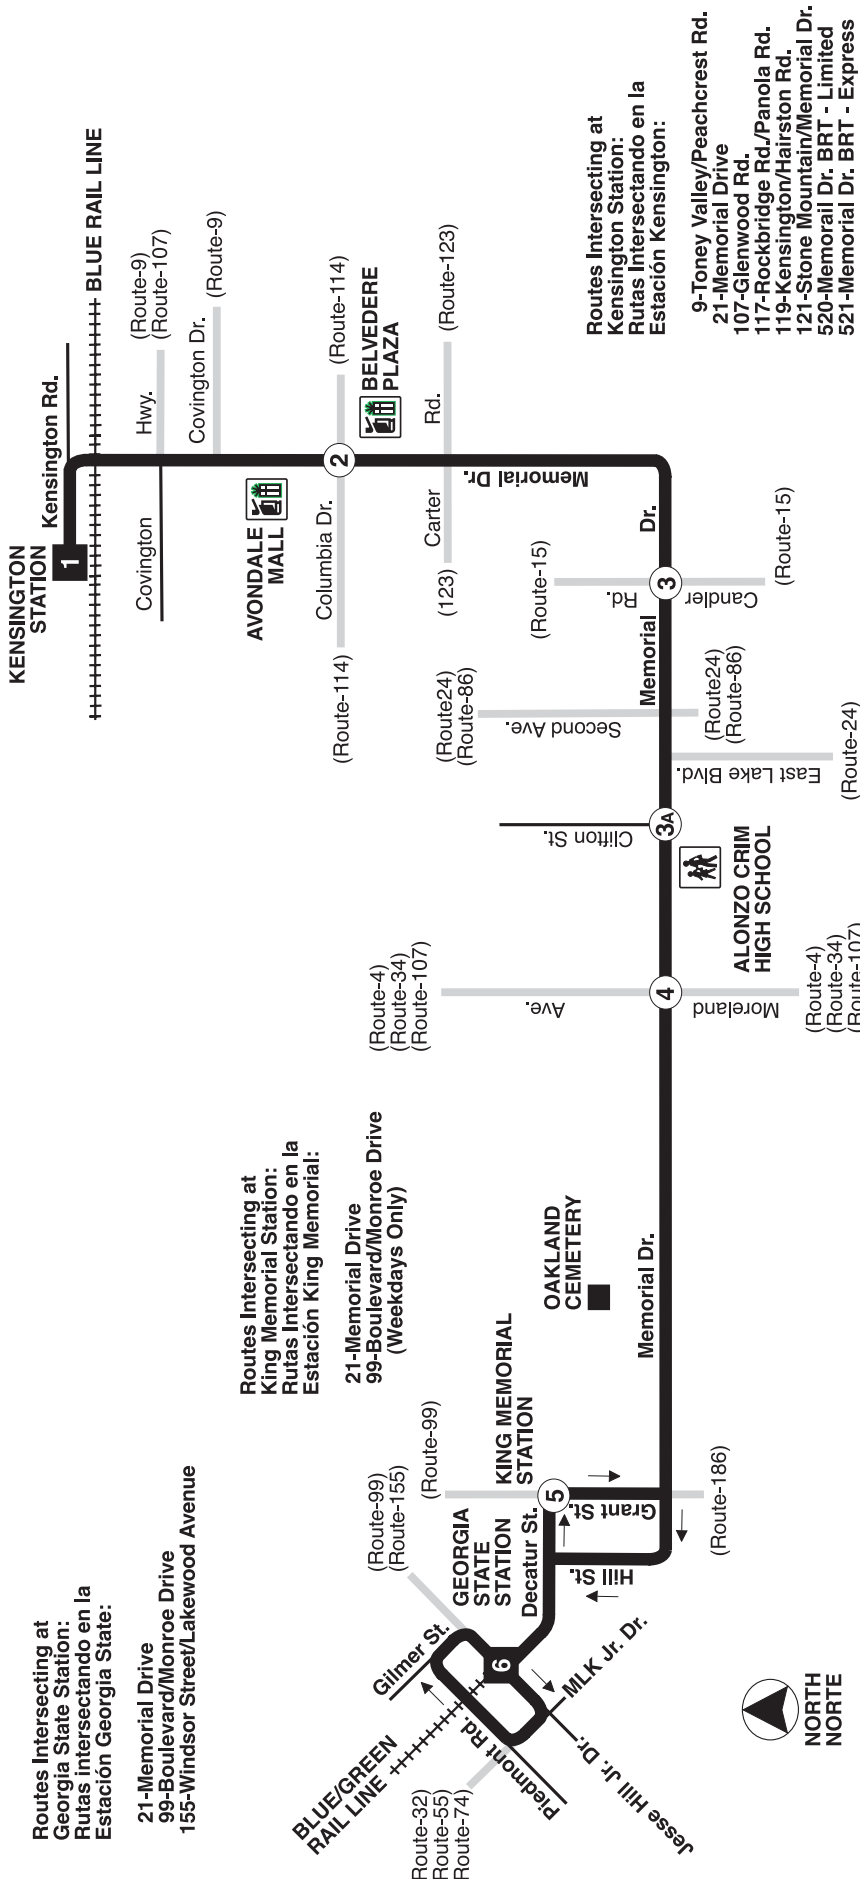 Routes Intersecting at
Georgia State Station:
Rutas intersectando en la
Estación Georgia State:
21-Memorial Drive
99-Boulevard/Monroe Drive
155-Windsor Street/Lakewood Avenue
Routes Intersecting at
King Memorial Station:
Rutas Intersectando en la
Estación King Memorial:
21-Memorial Drive
99-Boulevard/Monroe Drive
(Weekdays Only)
KENSINGTON
STATION
1
Kensington Rd.
BLUE RAIL LINE
Covington
Hwy.
(Route-9)
(Route-107)
Covington Dr.
(Route-9)
AVONDALE
MALL
(Route-114)
Columbia Dr.
2
(Route-114)
BELVEDERE
PLAZA
(123)
Carter
Rd.
(Route-123)
Memorial Dr.
Routes Intersecting at
Kensington Station:
Rutas Intersectando en la
Estación Kensington:
9-Toney Valley/Peachcrest Rd.
21-Memorial Drive
107-Glenwood Rd.
117-Rockbridge Rd./Panola Rd.
119-Kensington/Hairston Rd.
121-Stone Mountain/Memorial Dr.
520-Memorail Dr. BRT - Limited
521-Memorial Dr. BRT - Express
(Route-15)
Rd.
3
Candler
(Route-15)
Memorial
Dr.
(Route24)
(Route-86)
Second Ave.
(Route24)
(Route-86)
East Lake Blvd.
(Route-24)
Clifton St.
3A
ALONZO CRIM
HIGH SCHOOL
(Route-4)
(Route-34)
(Route-107)
Ave.
4
Moreland
(Route-4)
(Route-34)
(Route-107)
OAKLAND
CEMETERY
Memorial Dr.
KING MEMORIAL
STATION
(Route-99)
5
Grant St.
(Route-186)
Hill St.
Decatur St.
GEORGIA
STATE
STATION
(Route-99)
(Route-155)
6
Gilmer St.
BLUE/GREEN
RAIL LINE
Piedmont Rd.
MLK Jr. Dr.
Jesse Hill Jr. Dr.
Route-32)
Route-55)
Route-74)
NORTH
NORTE